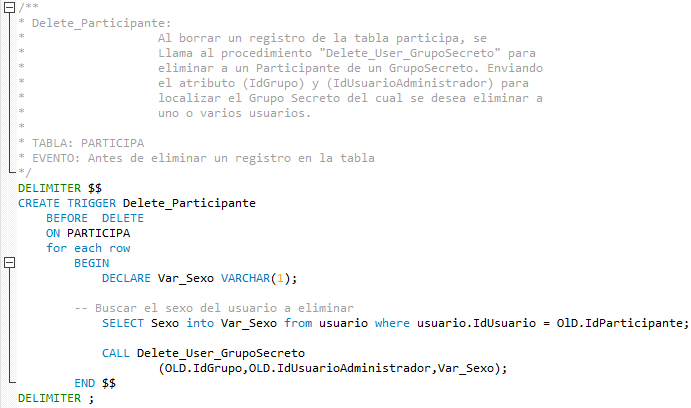 /**
* Delete_Participante:
* Al borrar un registro de la tabla participa, se
* Llama al procedimiento "Delete_User_GrupoSecreto" para
* eliminar a un Participante de un GrupoSecreto. Enviando
* el atributo (IdGrupo) y (IdUsuarioAdministrador) para
* localizar el Grupo Secreto del cual se desea eliminar a
* uno o varios usuarios.
*
* TABLA: PARTICIPA
* EVENTO: Antes de eliminar un registro en la tabla
*/
DELIMITER $$
CREATE TRIGGER Delete_Participante
BEFORE DELETE
ON PARTICIPA
for each row
BEGIN
DECLARE Var_Sexo VARCHAR(1);
-- Buscar el sexo del usuario a eliminar
SELECT Sexo into Var_Sexo from usuario where usuario.IdUsuario = OlD.IdParticipante;
CALL Delete_User_GrupoSecreto
(OLD.IdGrupo,OLD.IdUsuarioAdministrador,Var_Sexo);
END $$
DELIMITER ;